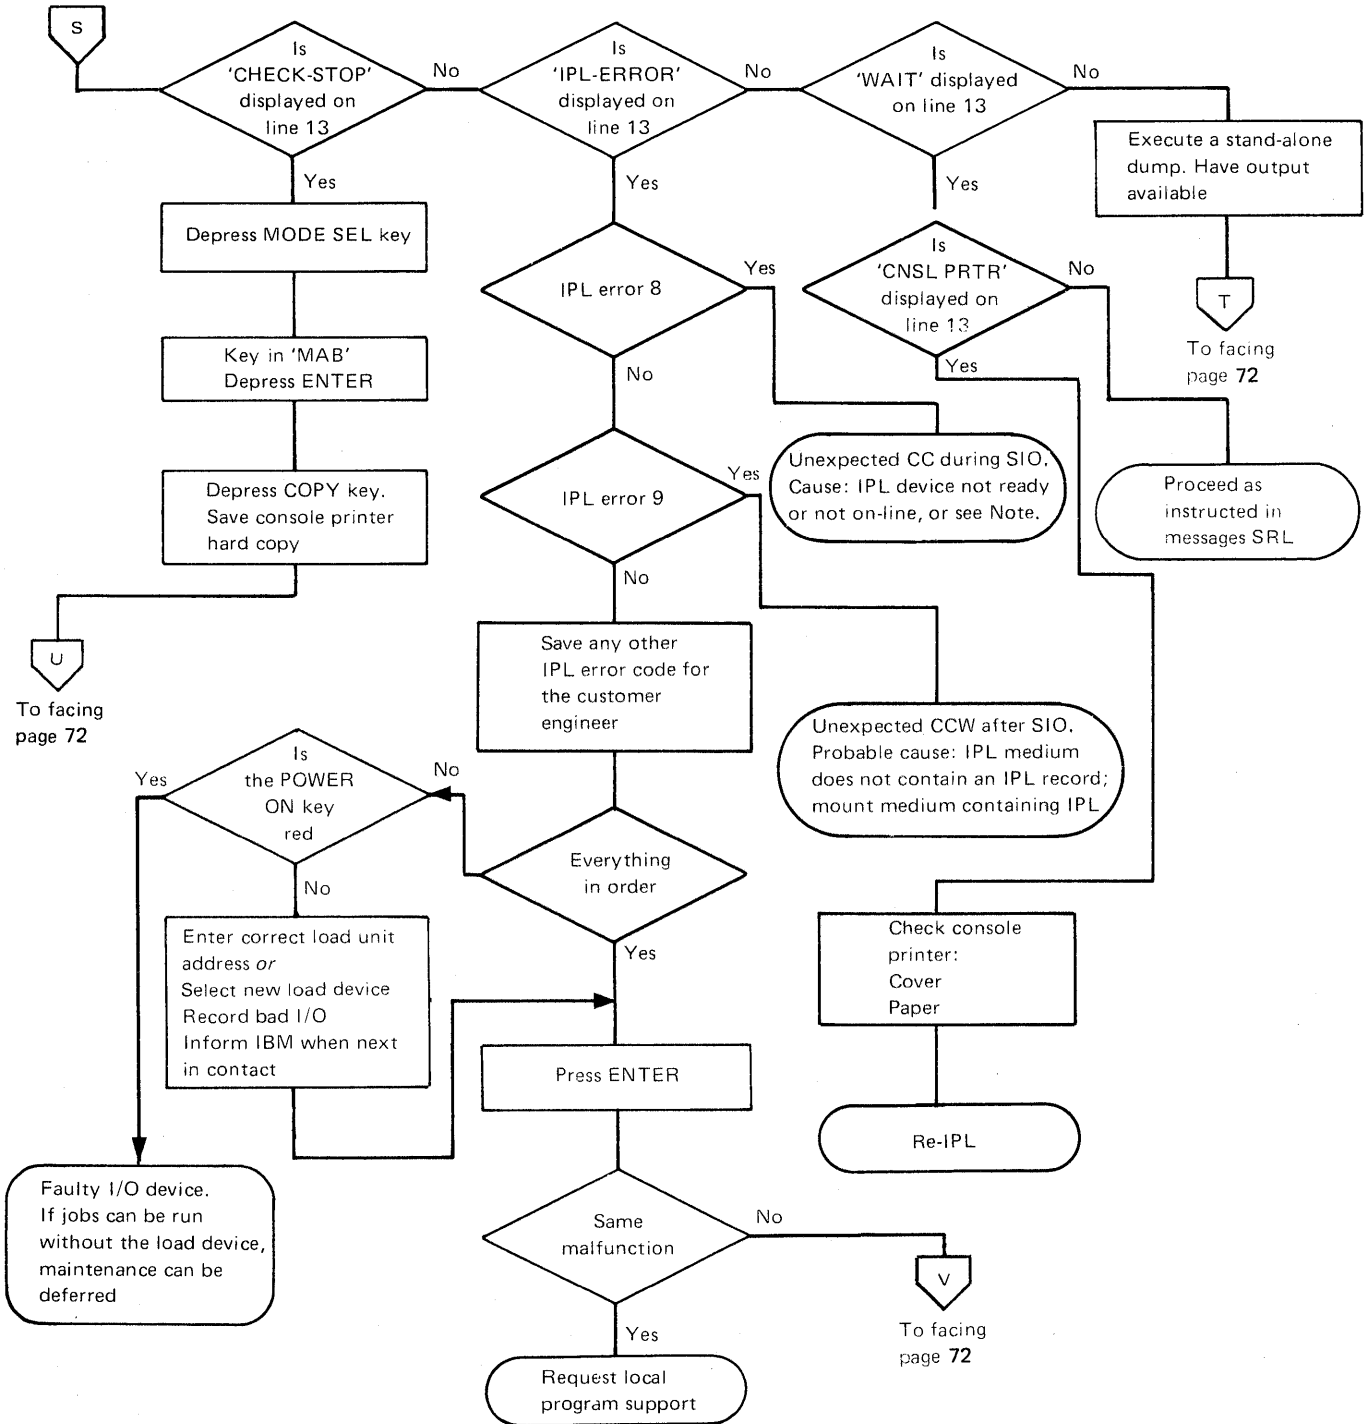 S
Is
'CHECK-STOP'
displayed on
line 13
No
Yes
Is
'IPL-ERROR'
displayed on
line 13
No
Yes
Is
'WAIT' displayed
on line 13
No
Yes
Execute a stand-alone
dump. Have output
available
T
To facing
page 72
Depress MODE SEL key
Key in 'MAB'
Depress ENTER
Depress COPY key.
Save console printer
hard copy
U
To facing
page 72
IPL error 8
Yes
No
Is
'CNSL PRTR'
displayed on
line 13
No
Yes
Unexpected CC during SIO.
Cause: IPL device not ready
or not on-line, or see Note.
Proceed as
instructed in
messages SRL
IPL error 9
Yes
No
Save any other
IPL error code for
the customer
engineer
Unexpected CCW after SIO.
Probable cause: IPL medium
does not contain an IPL record;
mount medium containing IPL
Is
the POWER
ON key
red
Yes
No
No
Everything
in order
Yes
Enter correct load unit
address or
Select new load device
Record bad I/O
Inform IBM when next
in contact
Check console
printer:
Cover
Paper
Press ENTER
Re-IPL
Faulty I/O device.
If jobs can be run
without the load device,
maintenance can be
deferred
Same
malfunction
No
Yes
V
To facing
page 72
Request local
program support